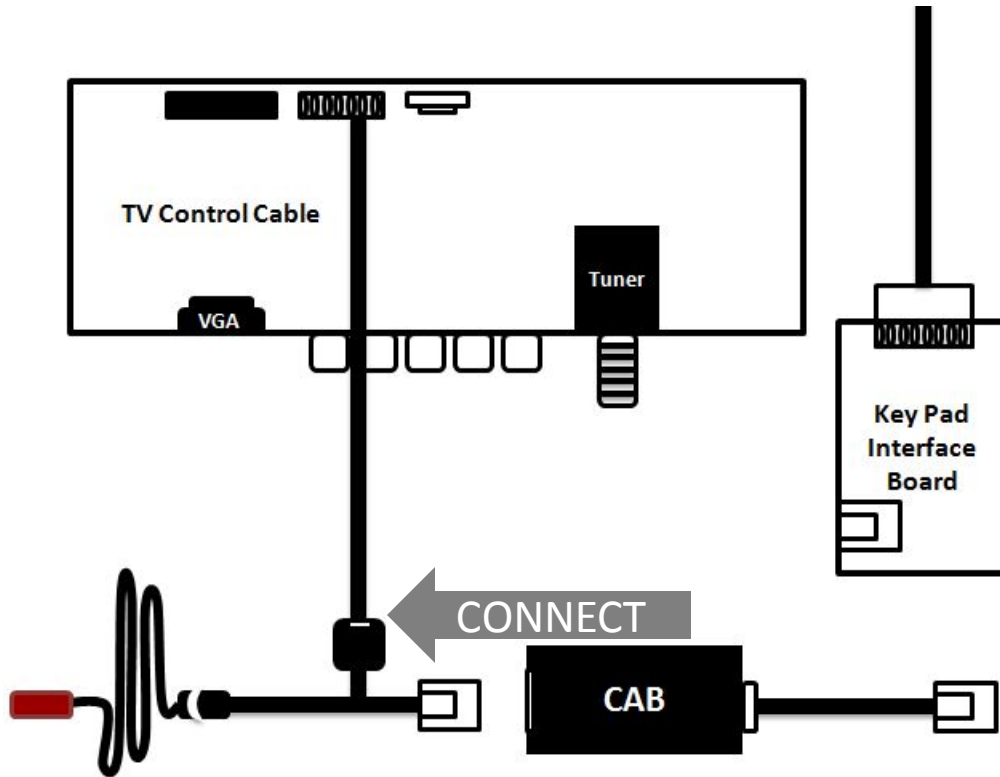 TV Control Cable
Tuner
VGA
Key Pad
Interface
Board
CONNECT
CAB